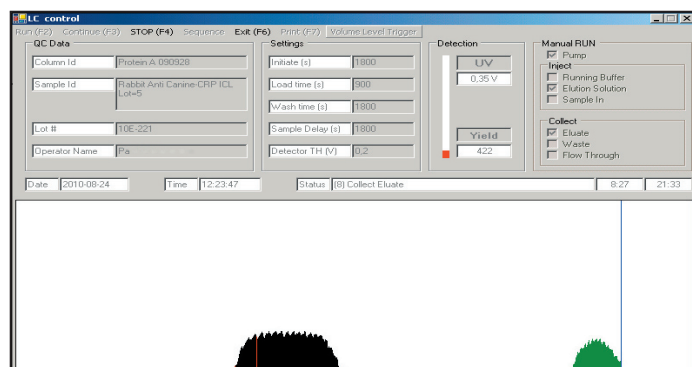 LC control
Run (F2) Continue (F3) STOP (F4) Sequence Exit (F6) Print (F7) Volume Level Trigger
QC Data
Column Id Protein A 090928
Sample Id Rabbit Anti Canine-CRP ICL
Lot=5
Lot # 10E-221
Operator Name Pa
Settings
Initiate (s) 1800
Load time (s) 900
Wash time (s) 1800
Sample Delay (s) 1800
Detector TH (V) 0,2
Detection
UV
0,35 V
Yield
422
Manual RUN
Pump
Inject
Running Buffer
Elution Solution
Sample In
Collect
Eluate
Waste
Flow Through
Date 2010-08-24 Time 12:23:47 Status (8) Collect Eluate 8:27 21:33